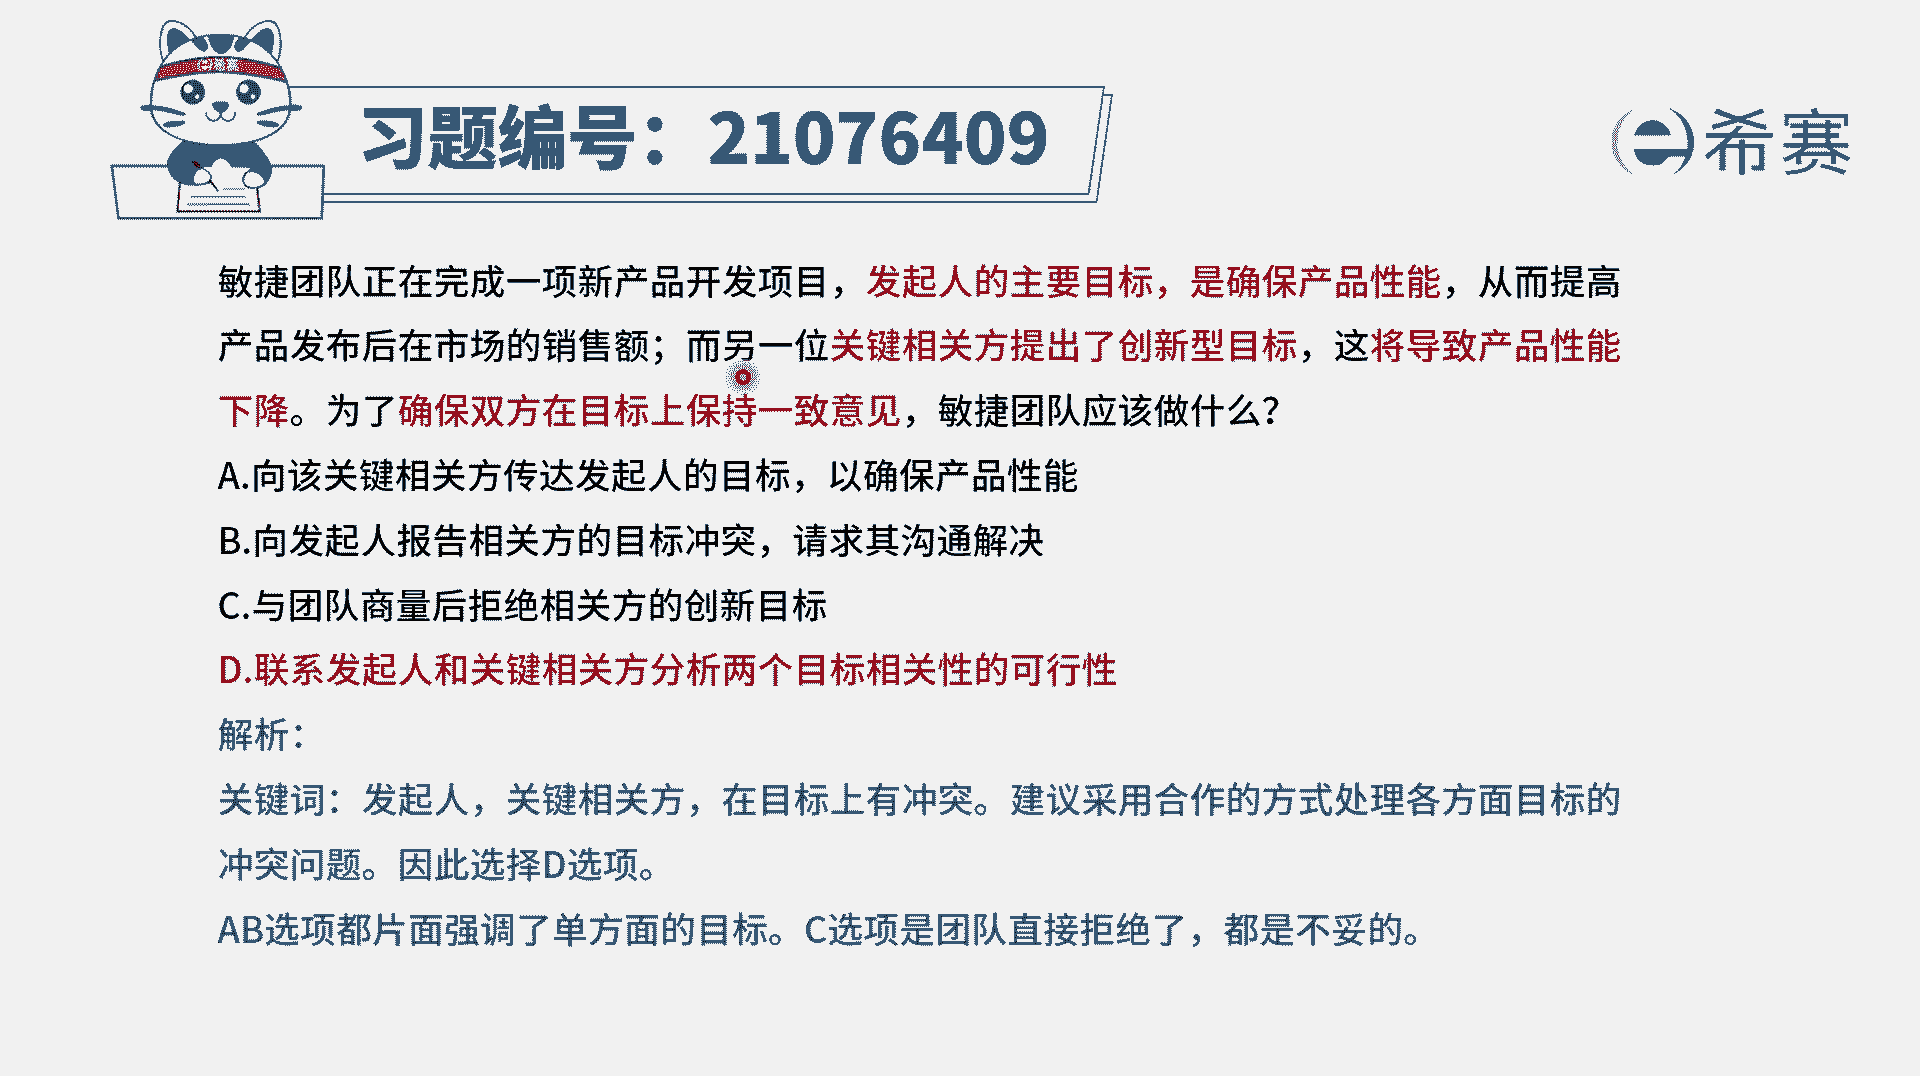 习题编号：21076409
希赛
敏捷团队正在完成一项新产品开发项目，发起人的主要目标，是确保产品性能，从而提高
产品发布后在市场的销售额；而另一位关键相关方提出了创新型目标，这将导致产品性能
下降。为了确保双方在目标上保持一致意见，敏捷团队应该做什么？
A.向该关键相关方传达发起人的目标，以确保产品性能
B.向发起人报告相关方的目标冲突，请求其沟通解决
C.与团队商量后拒绝相关方的创新目标
D.联系发起人和关键相关方分析两个目标相关性的可行性
解析：
关键词：发起人，关键相关方，在目标上有冲突。建议采用合作的方式处理各方面目标的
冲突问题。因此选择D选项。
AB选项都片面强调了单方面的目标。C选项是团队直接拒绝了，都是不妥的。